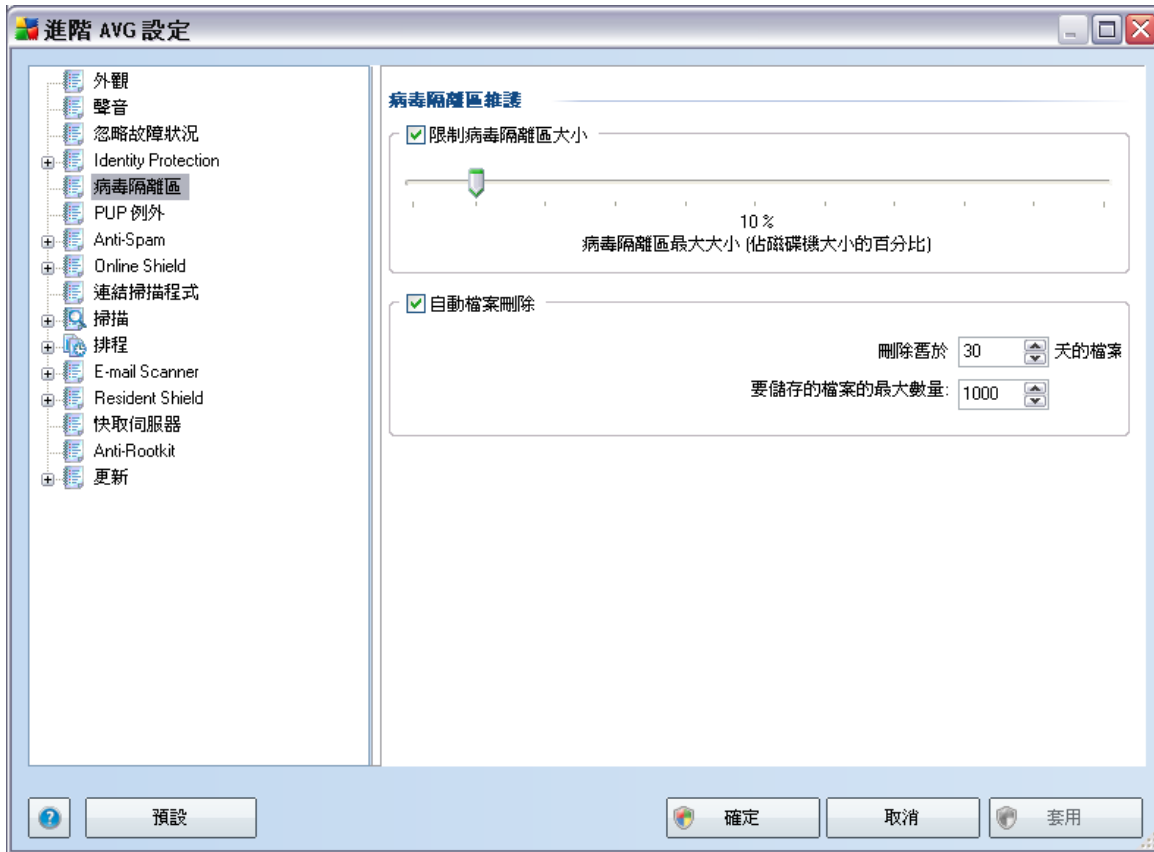 進階 AVG 設定
外觀
聲音
忽略故障狀況
Identity Protection
病毒隔離區
PUP 例外
Anti-Spam
Online Shield
連結掃描程式
掃描
排程
E-mail Scanner
Resident Shield
快取伺服器
Anti-Rootkit
更新
病毒隔離區維護
限制病毒隔離區大小
10 %
病毒隔離區最大大小 (佔磁碟機大小的百分比)
自動檔案刪除
刪除舊於 30 天的檔案
要儲存的檔案的最大數量: 1000
預設
確定
取消
套用